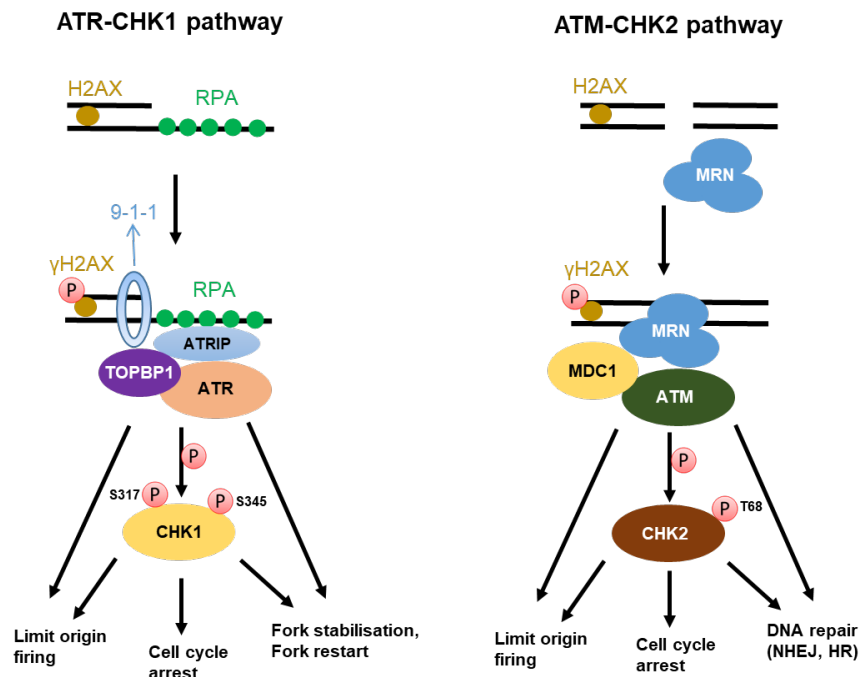 ATR-CHK1 pathway
H2AX
RPA
9-1-1
γH2AX
P
RPA
ATRIP
TOPBP1
ATR
P
S317
P
P
S345
CHK1
Limit origin
firing
Cell cycle
arrest
Fork stabilisation,
Fork restart
ATM-CHK2 pathway
H2AX
MRN
γH2AX
P
MRN
MDC1
ATM
P
P
T68
CHK2
Limit origin
firing
Cell cycle
arrest
DNA repair
(NHEJ, HR)